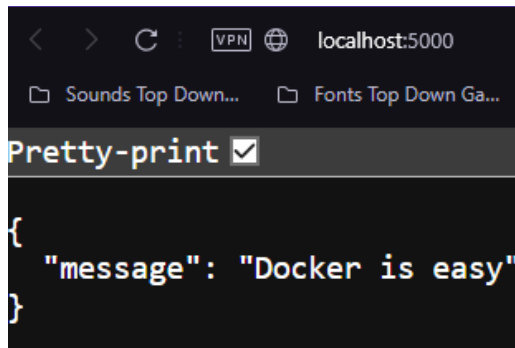 VPN localhost:5000
Sounds Top Down... Fonts Top Down Ga...
Pretty-print
{
"message": "Docker is easy"
}